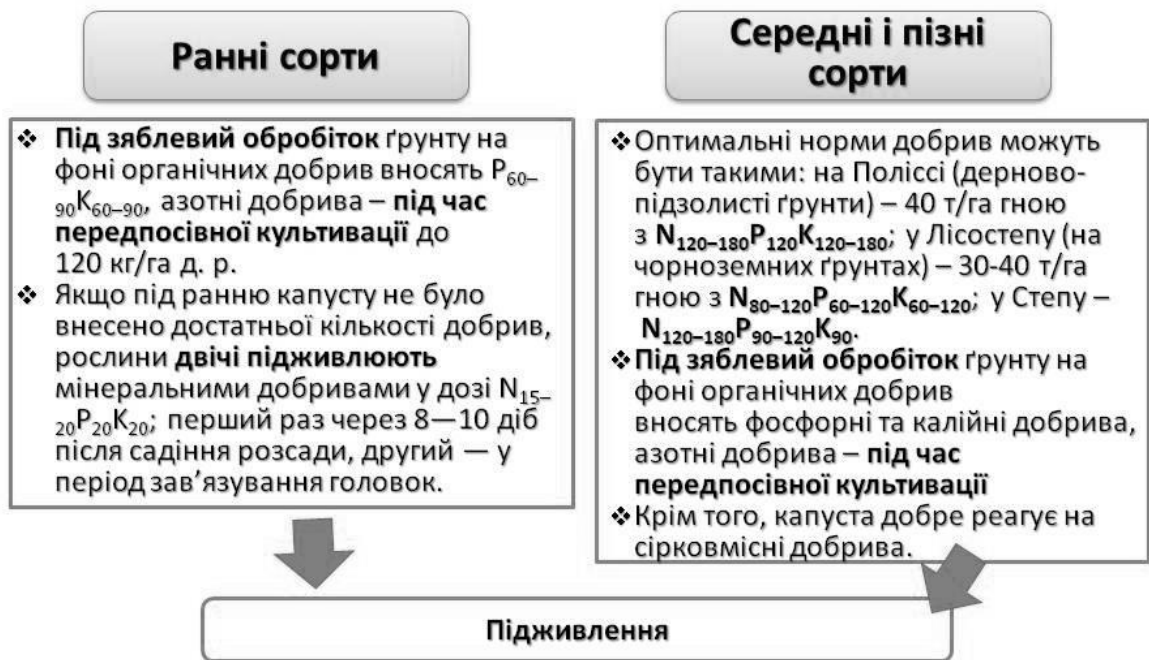 Ранні сорти
❖ Під зяблевий обробіток ґрунту на
фоні органічних добрив вносять P₆₀₋
₉₀K₆₀₋₉₀, азотні добрива – під час
передпосівної культивації до
120 кг/га д. р.
❖ Якщо під ранню капусту не було
внесено достатньої кількості добрив,
рослини двічі підживлюють
мінеральними добривами у дозі N₁₅₋
₂₀P₂₀K₂₀; перший раз через 8—10 діб
після садіння розсади, другий — у
період зав’язування головок.
Середні і пізні
сорти
❖Оптимальні норми добрив можуть
бути такими: на Поліссі (дерново-
підзолисті ґрунти) – 40 т/га гною
з N₁₂₀₋₁₈₀P₁₂₀K₁₂₀₋₁₈₀; у Лісостепу (на
чорноземних ґрунтах) – 30-40 т/га
гною з N₈₀₋₁₂₀P₆₀₋₁₂₀K₆₀₋₁₂₀; у Степу –
N₁₂₀₋₁₈₀P₉₀₋₁₂₀K₉₀.
❖Під зяблевий обробіток ґрунту на
фоні органічних добрив
вносять фосфорні та калійні добрива,
азотні добрива – під час
передпосівної культивації
❖Крім того, капуста добре реагує на
сірковмісні добрива.
Підживлення